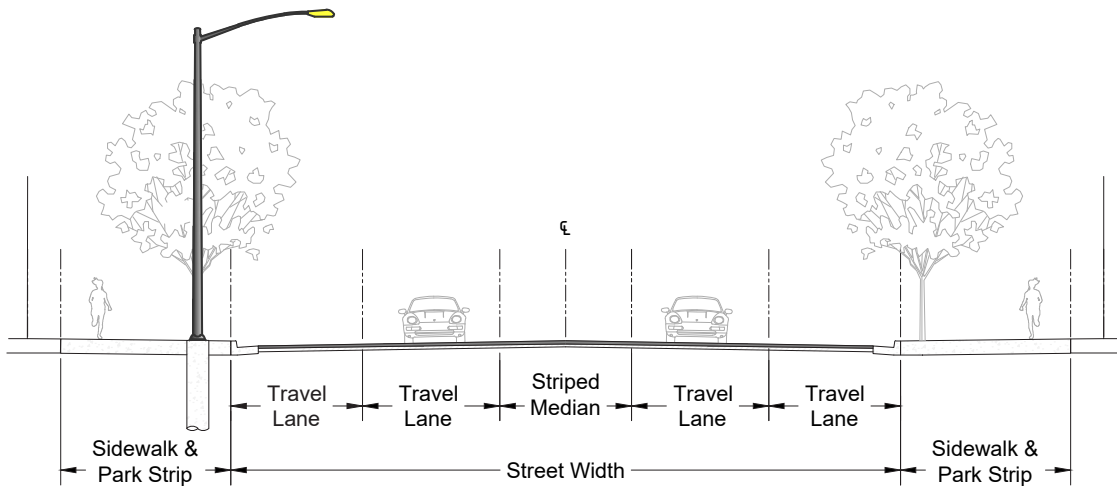 ℄
Travel
Lane
Travel
Lane
Striped
Median
Travel
Lane
Travel
Lane
Sidewalk &
Park Strip
Street Width
Sidewalk &
Park Strip